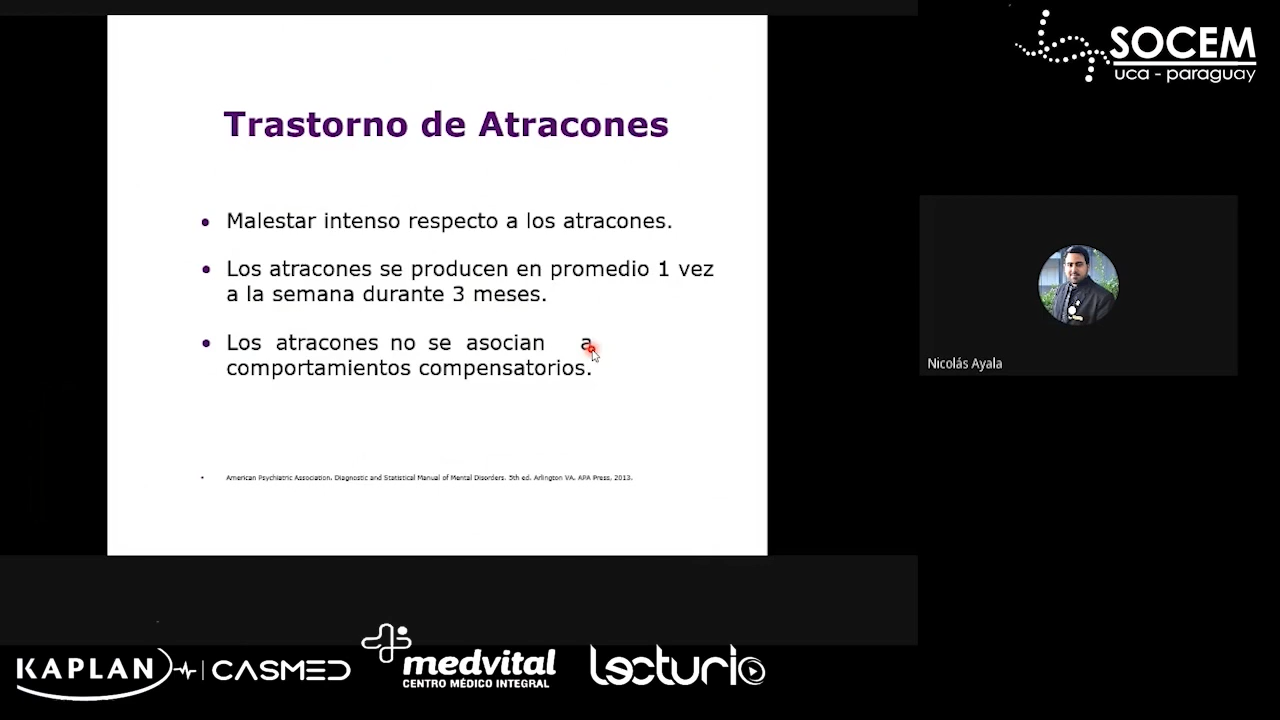 SOCEM
uca - paraguay
Trastorno de Atracones
• Malestar intenso respecto a los atracones.
• Los atracones se producen en promedio 1 vez
a la semana durante 3 meses.
• Los atracones no se asocian a
comportamientos compensatorios.
• American Psychiatric Association. Diagnostic and Statistical Manual of Mental Disorders. 5th ed. Arlington VA. APA Press, 2013.
Nicolás Ayala
KAPLAN CASMED
medvital
CENTRO MÉDICO INTEGRAL
lecturio